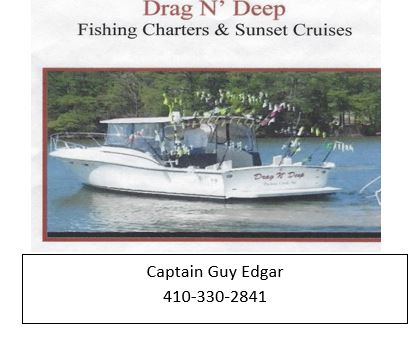 Drag N' Deep
Fishing Charters & Sunset Cruises
Drag N' Deep
Captain Guy Edgar
410-330-2841